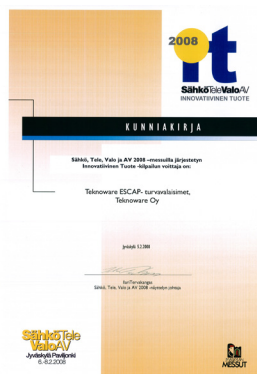 2008
it
SähköTeleValoAV
INNOVATIIVINEN TUOTE
KUNNIAKIRJA
Sähkö, Tele, Valo ja AV 2008 -messuilla järjestetyn
Innovatiivinen Tuote -kilpailun voittaja on:
Teknoware ESCAP- turvavalaisimet,
Teknoware Oy
Jyväskylä 5.2.2008
Sähkö, Tele, Valo ja AV 2008 -näyttelyn johtaja
SähköTele
ValoAV
Jyväskylä Paviljonki
6.-8.2.2008
MESSUT